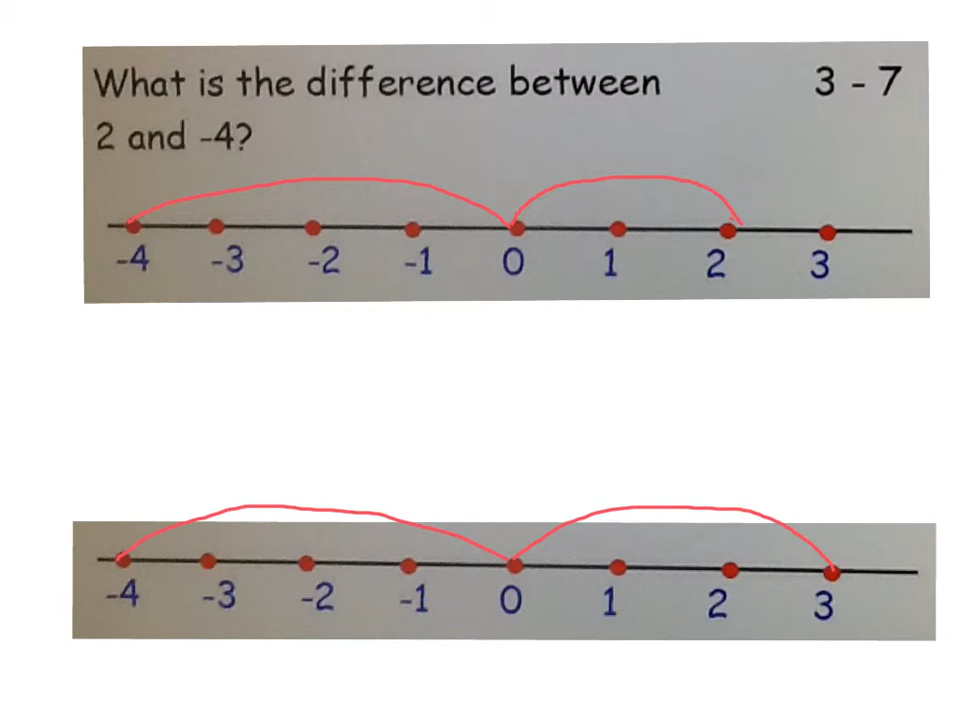 What is the difference between 3 - 7
2 and -4?
-4 -3 -2 -1 0 1 2 3
-4 -3 -2 -1 0 1 2 3